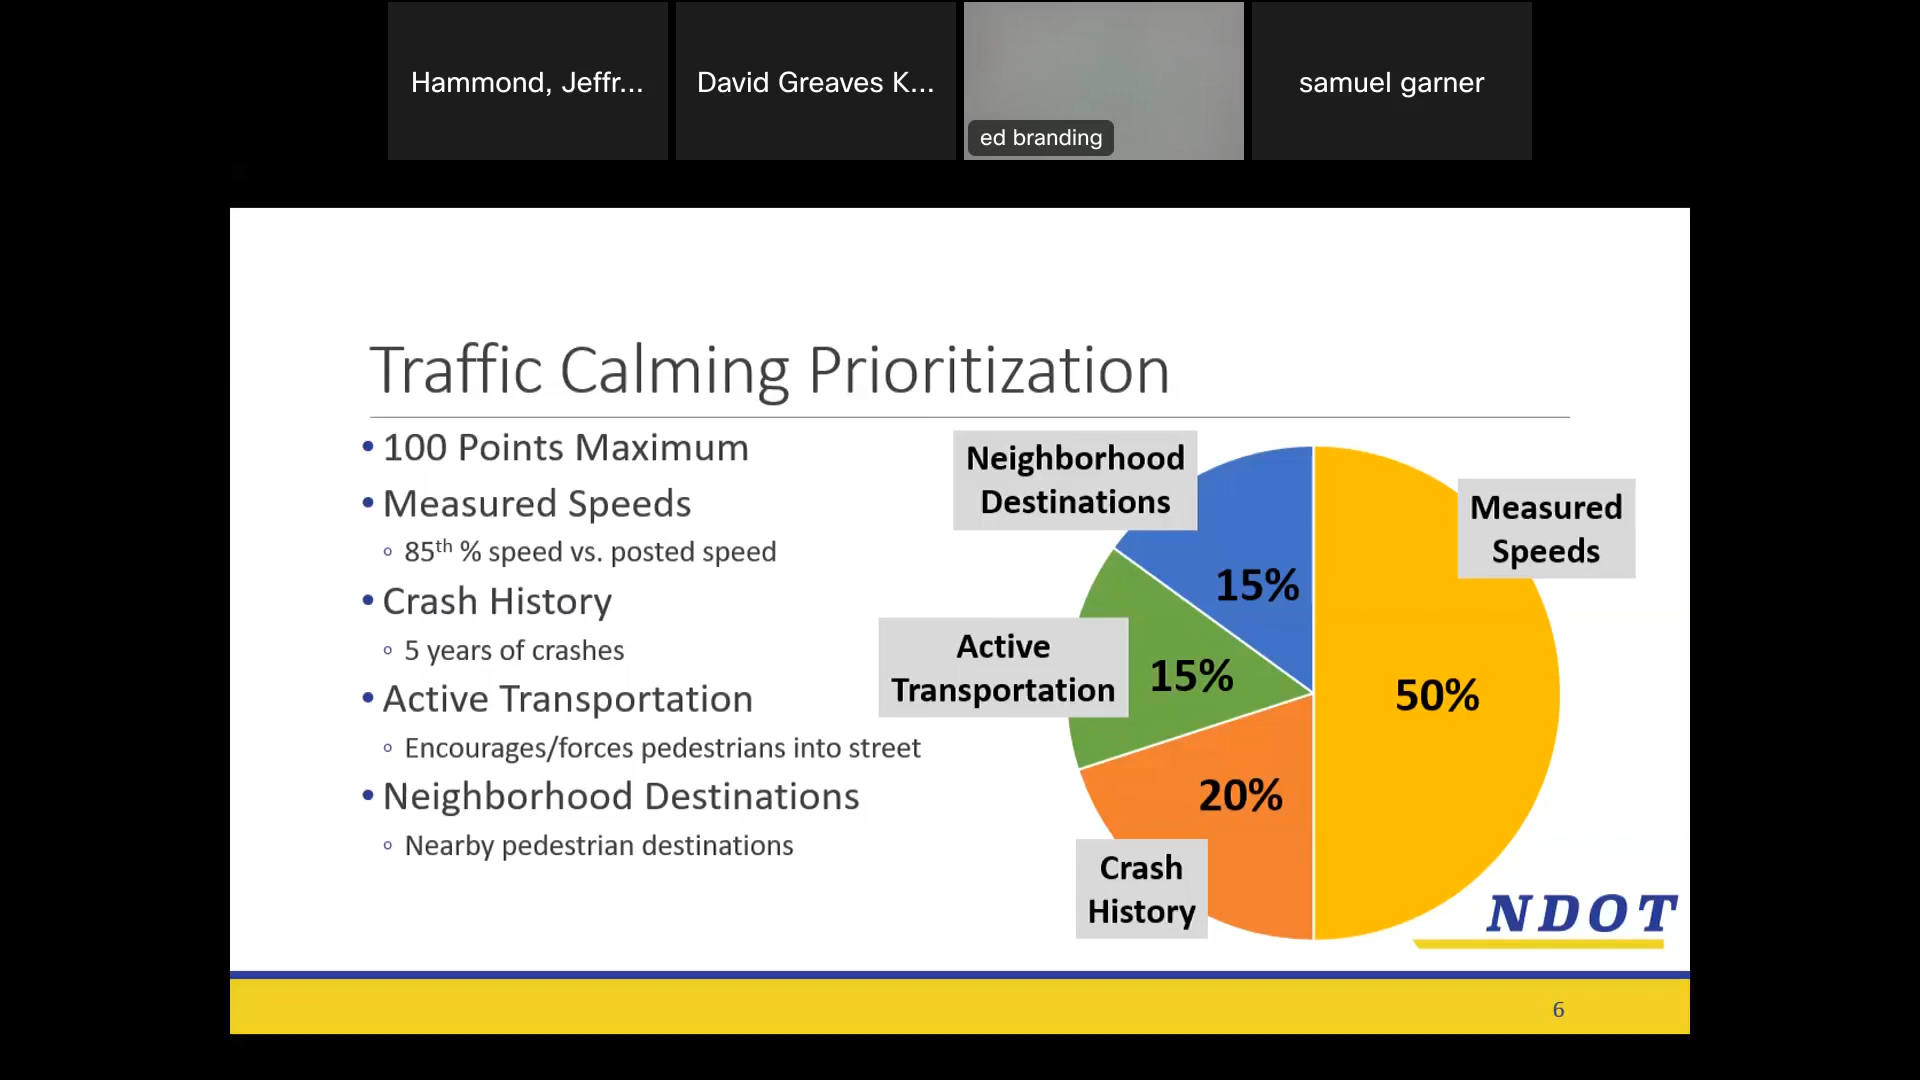 Hammond, Jeffr...
David Greaves K...
ed branding
samuel garner
Traffic Calming Prioritization
• 100 Points Maximum
• Measured Speeds
◦ 85th % speed vs. posted speed
• Crash History
◦ 5 years of crashes
• Active Transportation
◦ Encourages/forces pedestrians into street
• Neighborhood Destinations
◦ Nearby pedestrian destinations
Neighborhood
Destinations
15%
Measured
Speeds
50%
Active
Transportation
15%
20%
Crash
History
NDOT
6